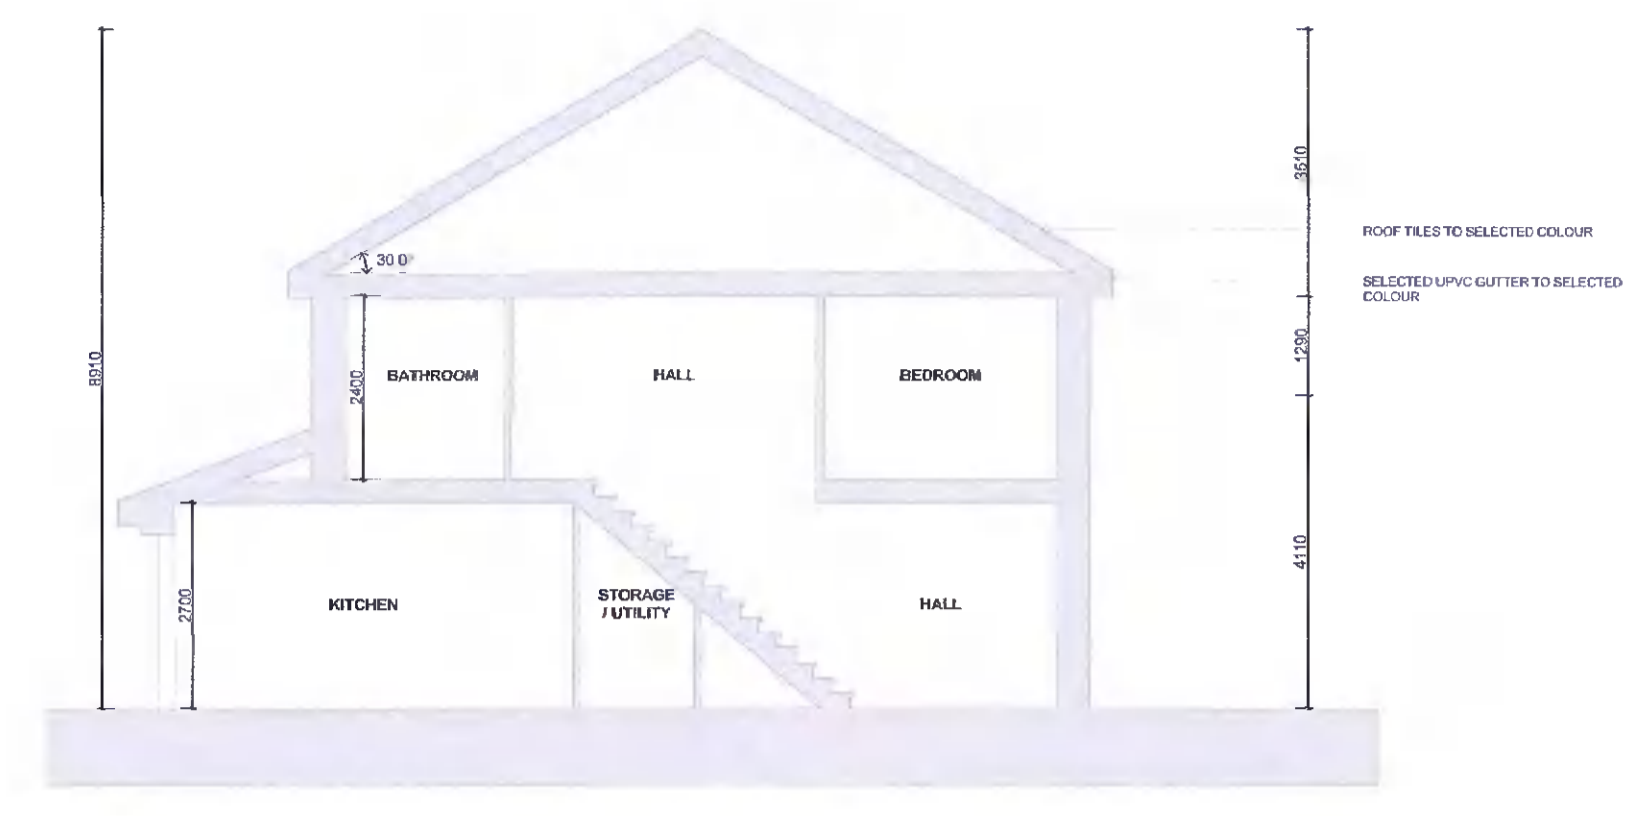 8910
3510
ROOF TILES TO SELECTED COLOUR
30.0°
SELECTED UPVC GUTTER TO SELECTED
COLOUR
1290
2400
BATHROOM
HALL
BEDROOM
4110
2700
KITCHEN
STORAGE
/ UTILITY
HALL